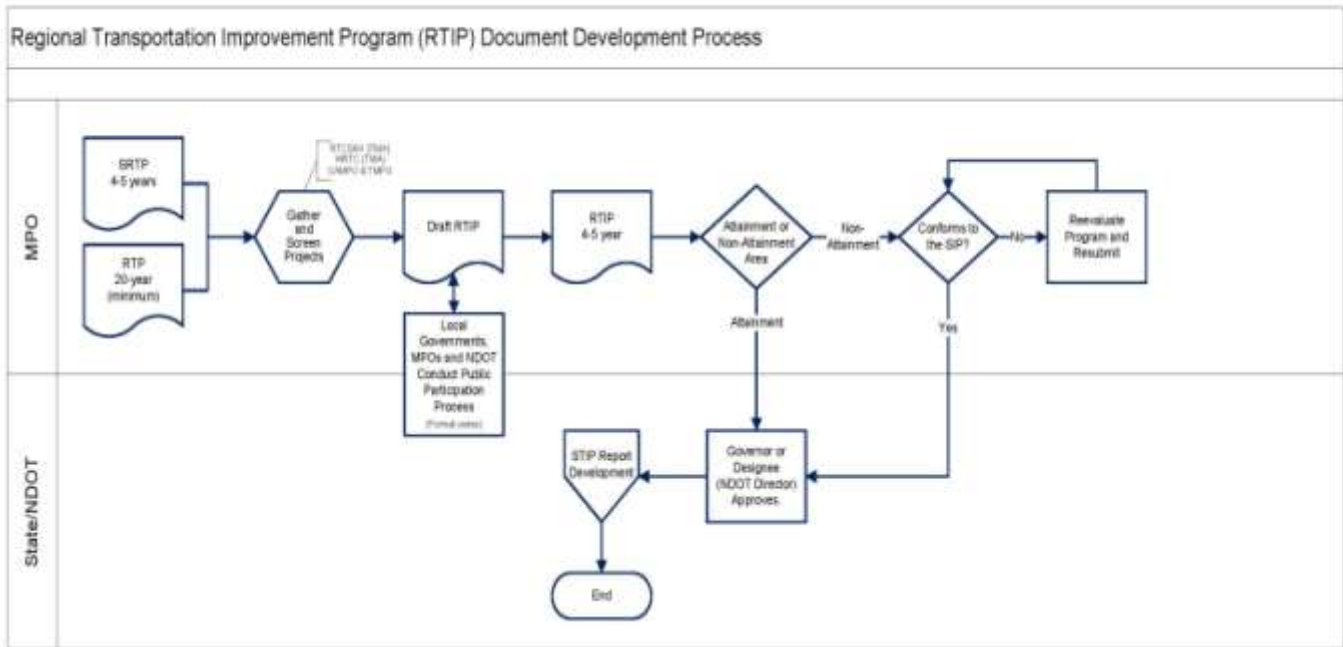 Regional Transportation Improvement Program (RTIP) Document Development Process
MPO
SRTP
4-5 years
RTP
20-year
(minimum)
Gather
and
Screen
Projects
Draft RTIP
Local
Governments,
MPOs and NDOT
Conduct Public
Participation
Process
RTIP
4-5 year
Attainment or
Non-Attainment
Area
Non-
Attainment
Attainment
Conforms to
the SIP?
No
Yes
Reevaluate
Program and
Resubmit
State/NDOT
STIP Report
Development
Governor or
Designee
(NDOT Director)
Approves
End